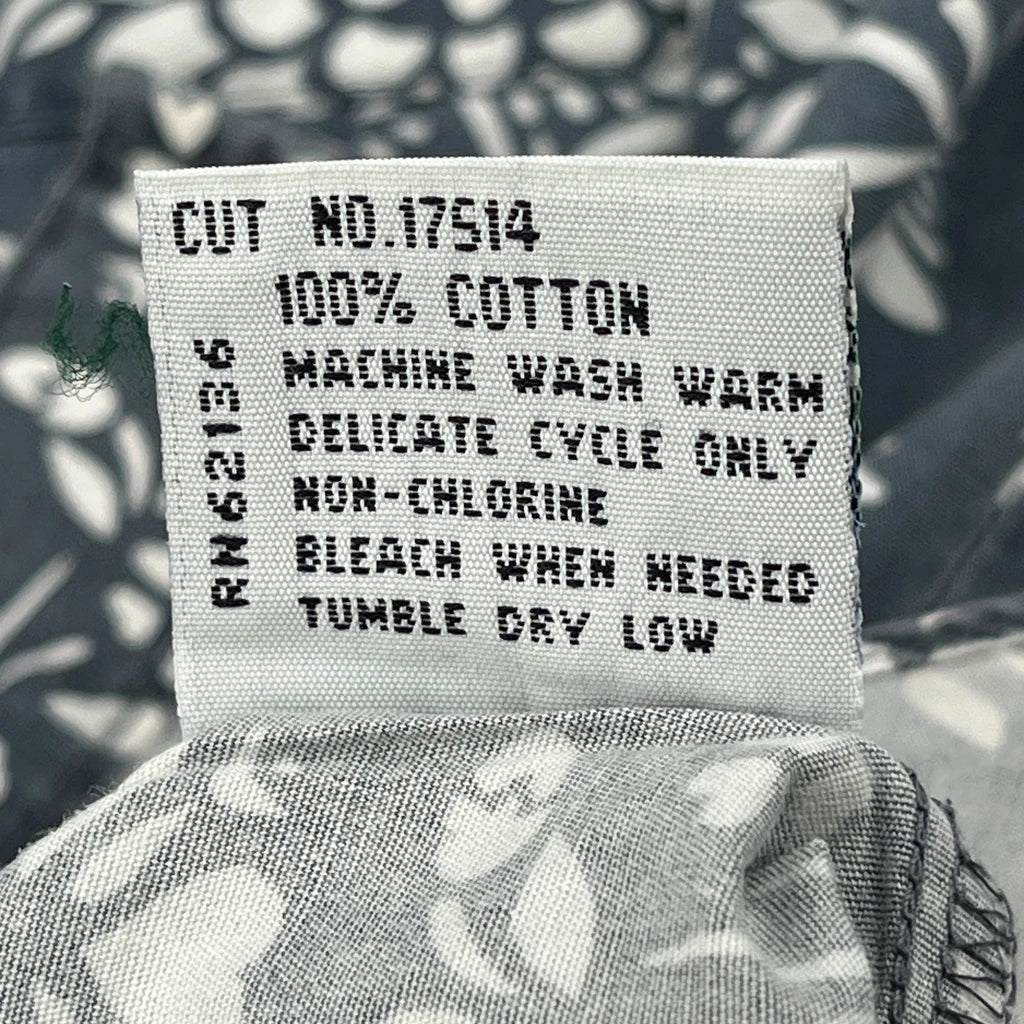 CUT NO.17514
100% COTTON
MACHINE WASH WARM
DELICATE CYCLE ONLY
NON-CHLORINE
BLEACH WHEN NEEDED
TUMBLE DRY LOW
RN62136